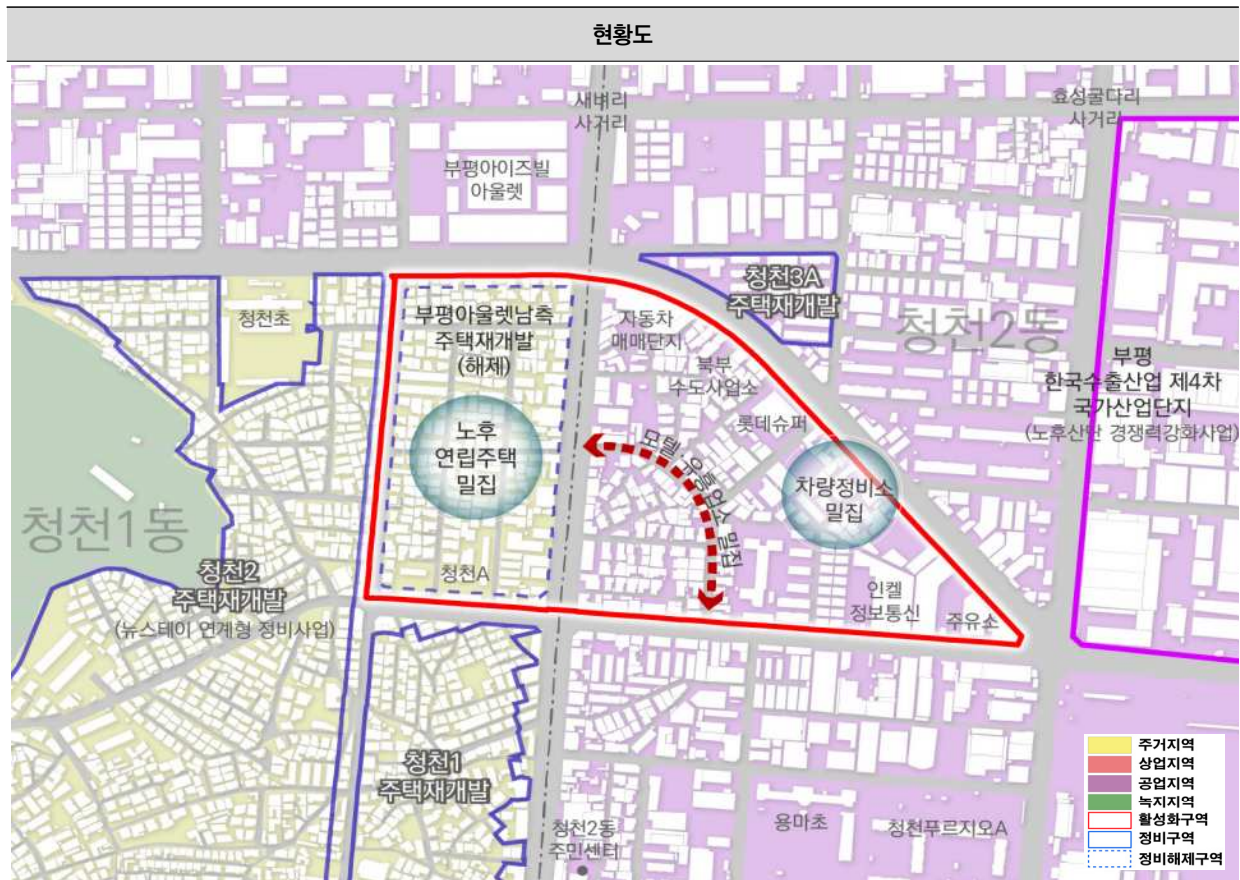 현황도
새벼리
사거리
효성굴다리
사거리
부평아이즈빌
아울렛
청천3A
주택재개발
청천초
부평아울렛남측
주택재개발
(해제)
자동차
매매단지
청천2동
북부
수도사업소
부평
한국수출산업 제4차
국가산업단지
(노후산단 경쟁력강화사업)
롯데슈퍼
노후
연립주택
밀집
모텔·유흥업소 밀집
차량정비소
밀집
청천1동
청천A
청천2
주택재개발
(뉴스테이 연계형 정비사업)
인켈
정보통신
주유소
청천1
주택재개발
청천2동
주민센터
용마초
청천푸르지오A
주거지역
상업지역
공업지역
녹지지역
활성화구역
정비구역
정비해제구역